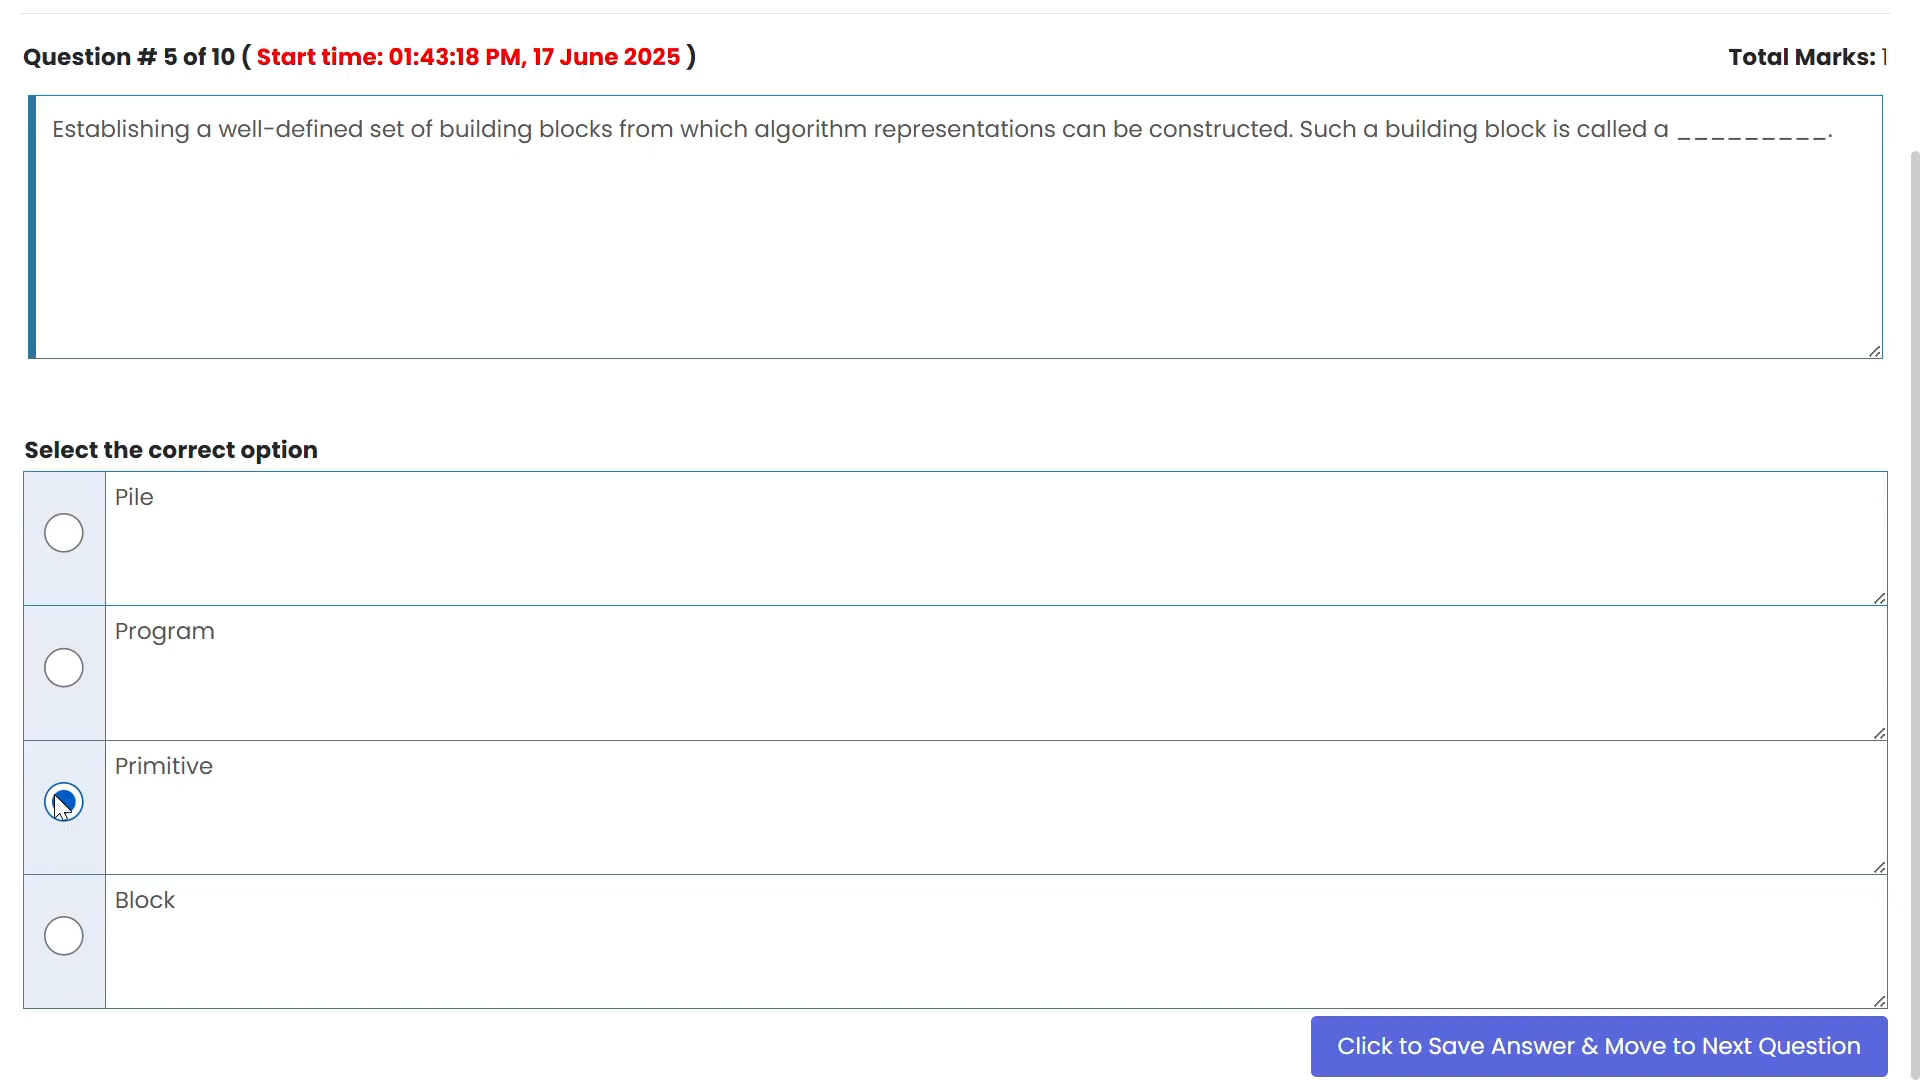 Question # 5 of 10 ( Start time: 01:43:18 PM, 17 June 2025 )
Total Marks: 1
Establishing a well-defined set of building blocks from which algorithm representations can be constructed. Such a building block is called a _________.
Select the correct option
Pile
Program
Primitive
Block
Click to Save Answer & Move to Next Question